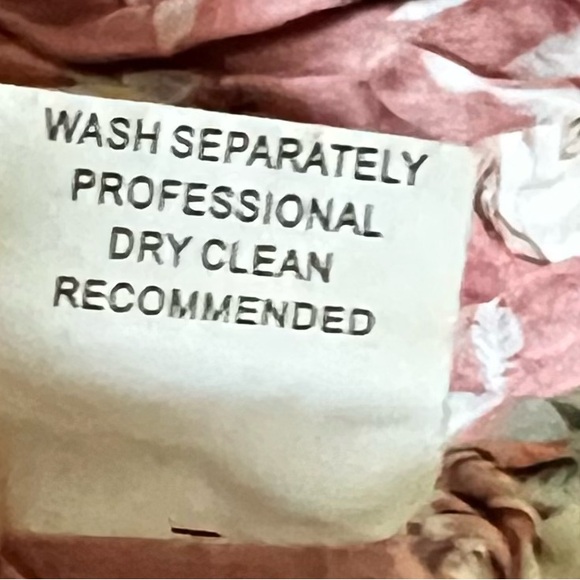 WASH SEPARATELY
PROFESSIONAL
DRY CLEAN
RECOMMENDED